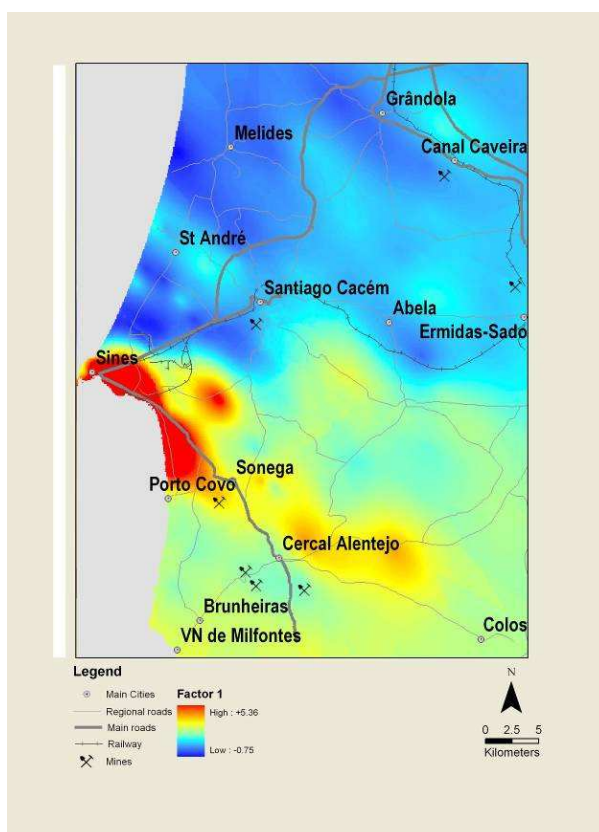 Grândola
Melides
Canal Caveira
St André
Santiago Cacém
Abela
Ermidas-Sado
Sines
Sonega
Porto Covo
Cercal Alentejo
Brunheiras
Colos
VN de Milfontes
Legend
Main Cities
Regional roads
Main roads
Railway
Mines
Factor 1
High : +5.36
Low : -0.75
N
0 2.5 5
Kilometers